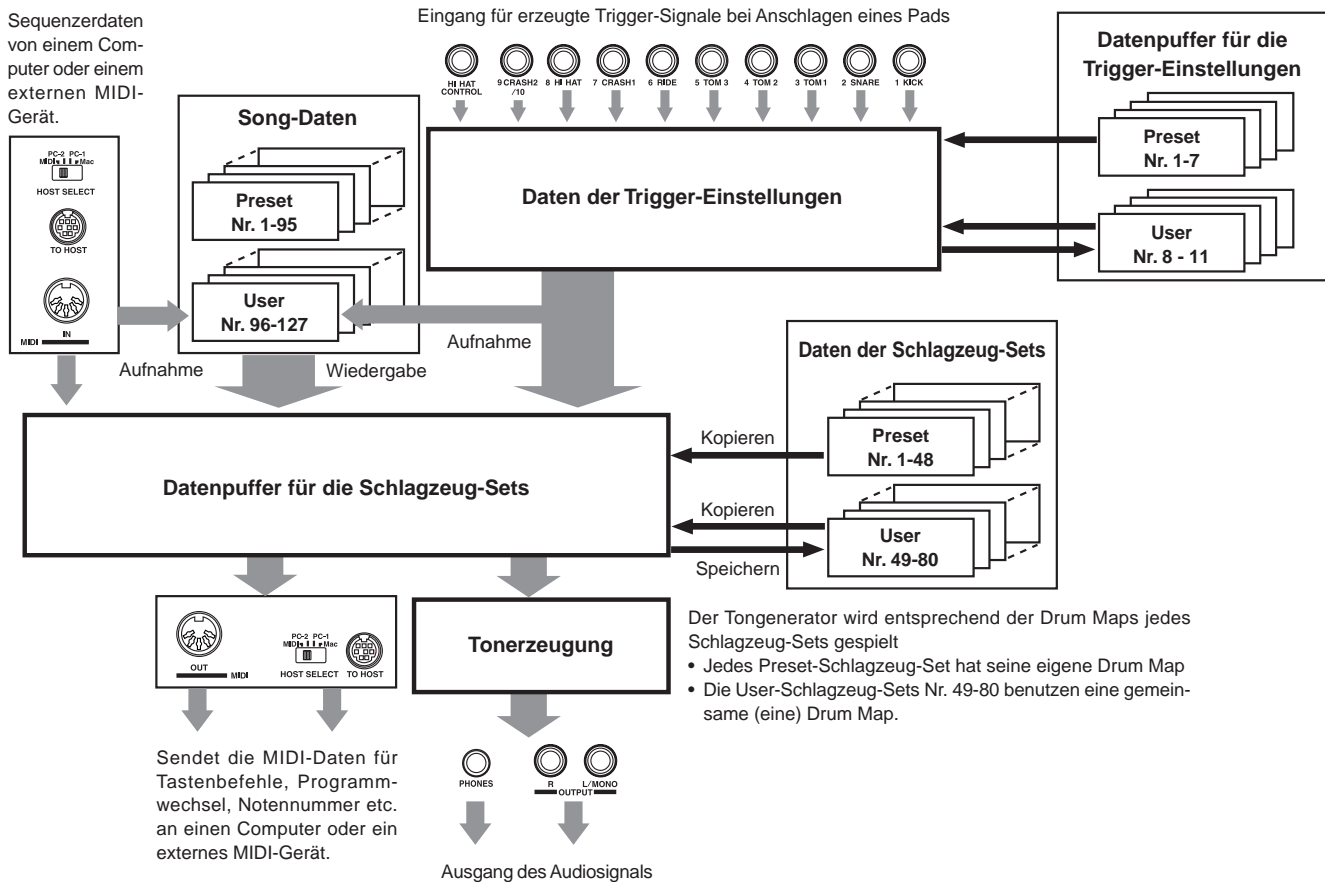 Sequenzerdaten
von einem Com-
puter oder einem
externen MIDI-
Gerät.
Eingang für erzeugte Trigger-Signale bei Anschlagen eines Pads
HI HAT
CONTROL
9 CRASH2
/10
8 HI HAT
7 CRASH1
6 RIDE
5 TOM 3
4 TOM 2
3 TOM1
2 SNARE
1 KICK
Datenpuffer für die
Trigger-Einstellungen
Preset
Nr. 1-7
User
Nr. 8 - 11
Song-Daten
Preset
Nr. 1-95
User
Nr. 96-127
Daten der Trigger-Einstellungen
PC-2 PC-1
MIDI Mac
HOST SELECT
TO HOST
IN
MIDI
Aufnahme
Wiedergabe
Aufnahme
Daten der Schlagzeug-Sets
Preset
Nr. 1-48
User
Nr. 49-80
Kopieren
Kopieren
Speichern
Datenpuffer für die Schlagzeug-Sets
OUT
MIDI
PC-2 PC-1
MIDI Mac
HOST SELECT
TO HOST
Tonerzeugung
Der Tongenerator wird entsprechend der Drum Maps jedes
Schlagzeug-Sets gespielt
• Jedes Preset-Schlagzeug-Set hat seine eigene Drum Map
• Die User-Schlagzeug-Sets Nr. 49-80 benutzen eine gemein-
same (eine) Drum Map.
Sendet die MIDI-Daten für
Tastenbefehle, Programm-
wechsel, Notennummer etc.
an einen Computer oder ein
externes MIDI-Gerät.
PHONES
R
L/MONO
OUTPUT
Ausgang des Audiosignals